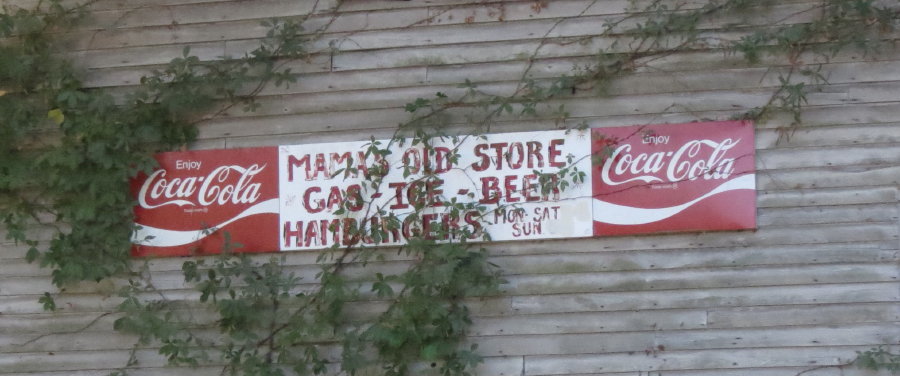 Enjoy
Coca-Cola
MAMA'S OLD STORE
GAS - ICE - BEER
HAMBURGERS MON-SAT
SUN
Enjoy
Coca-Cola